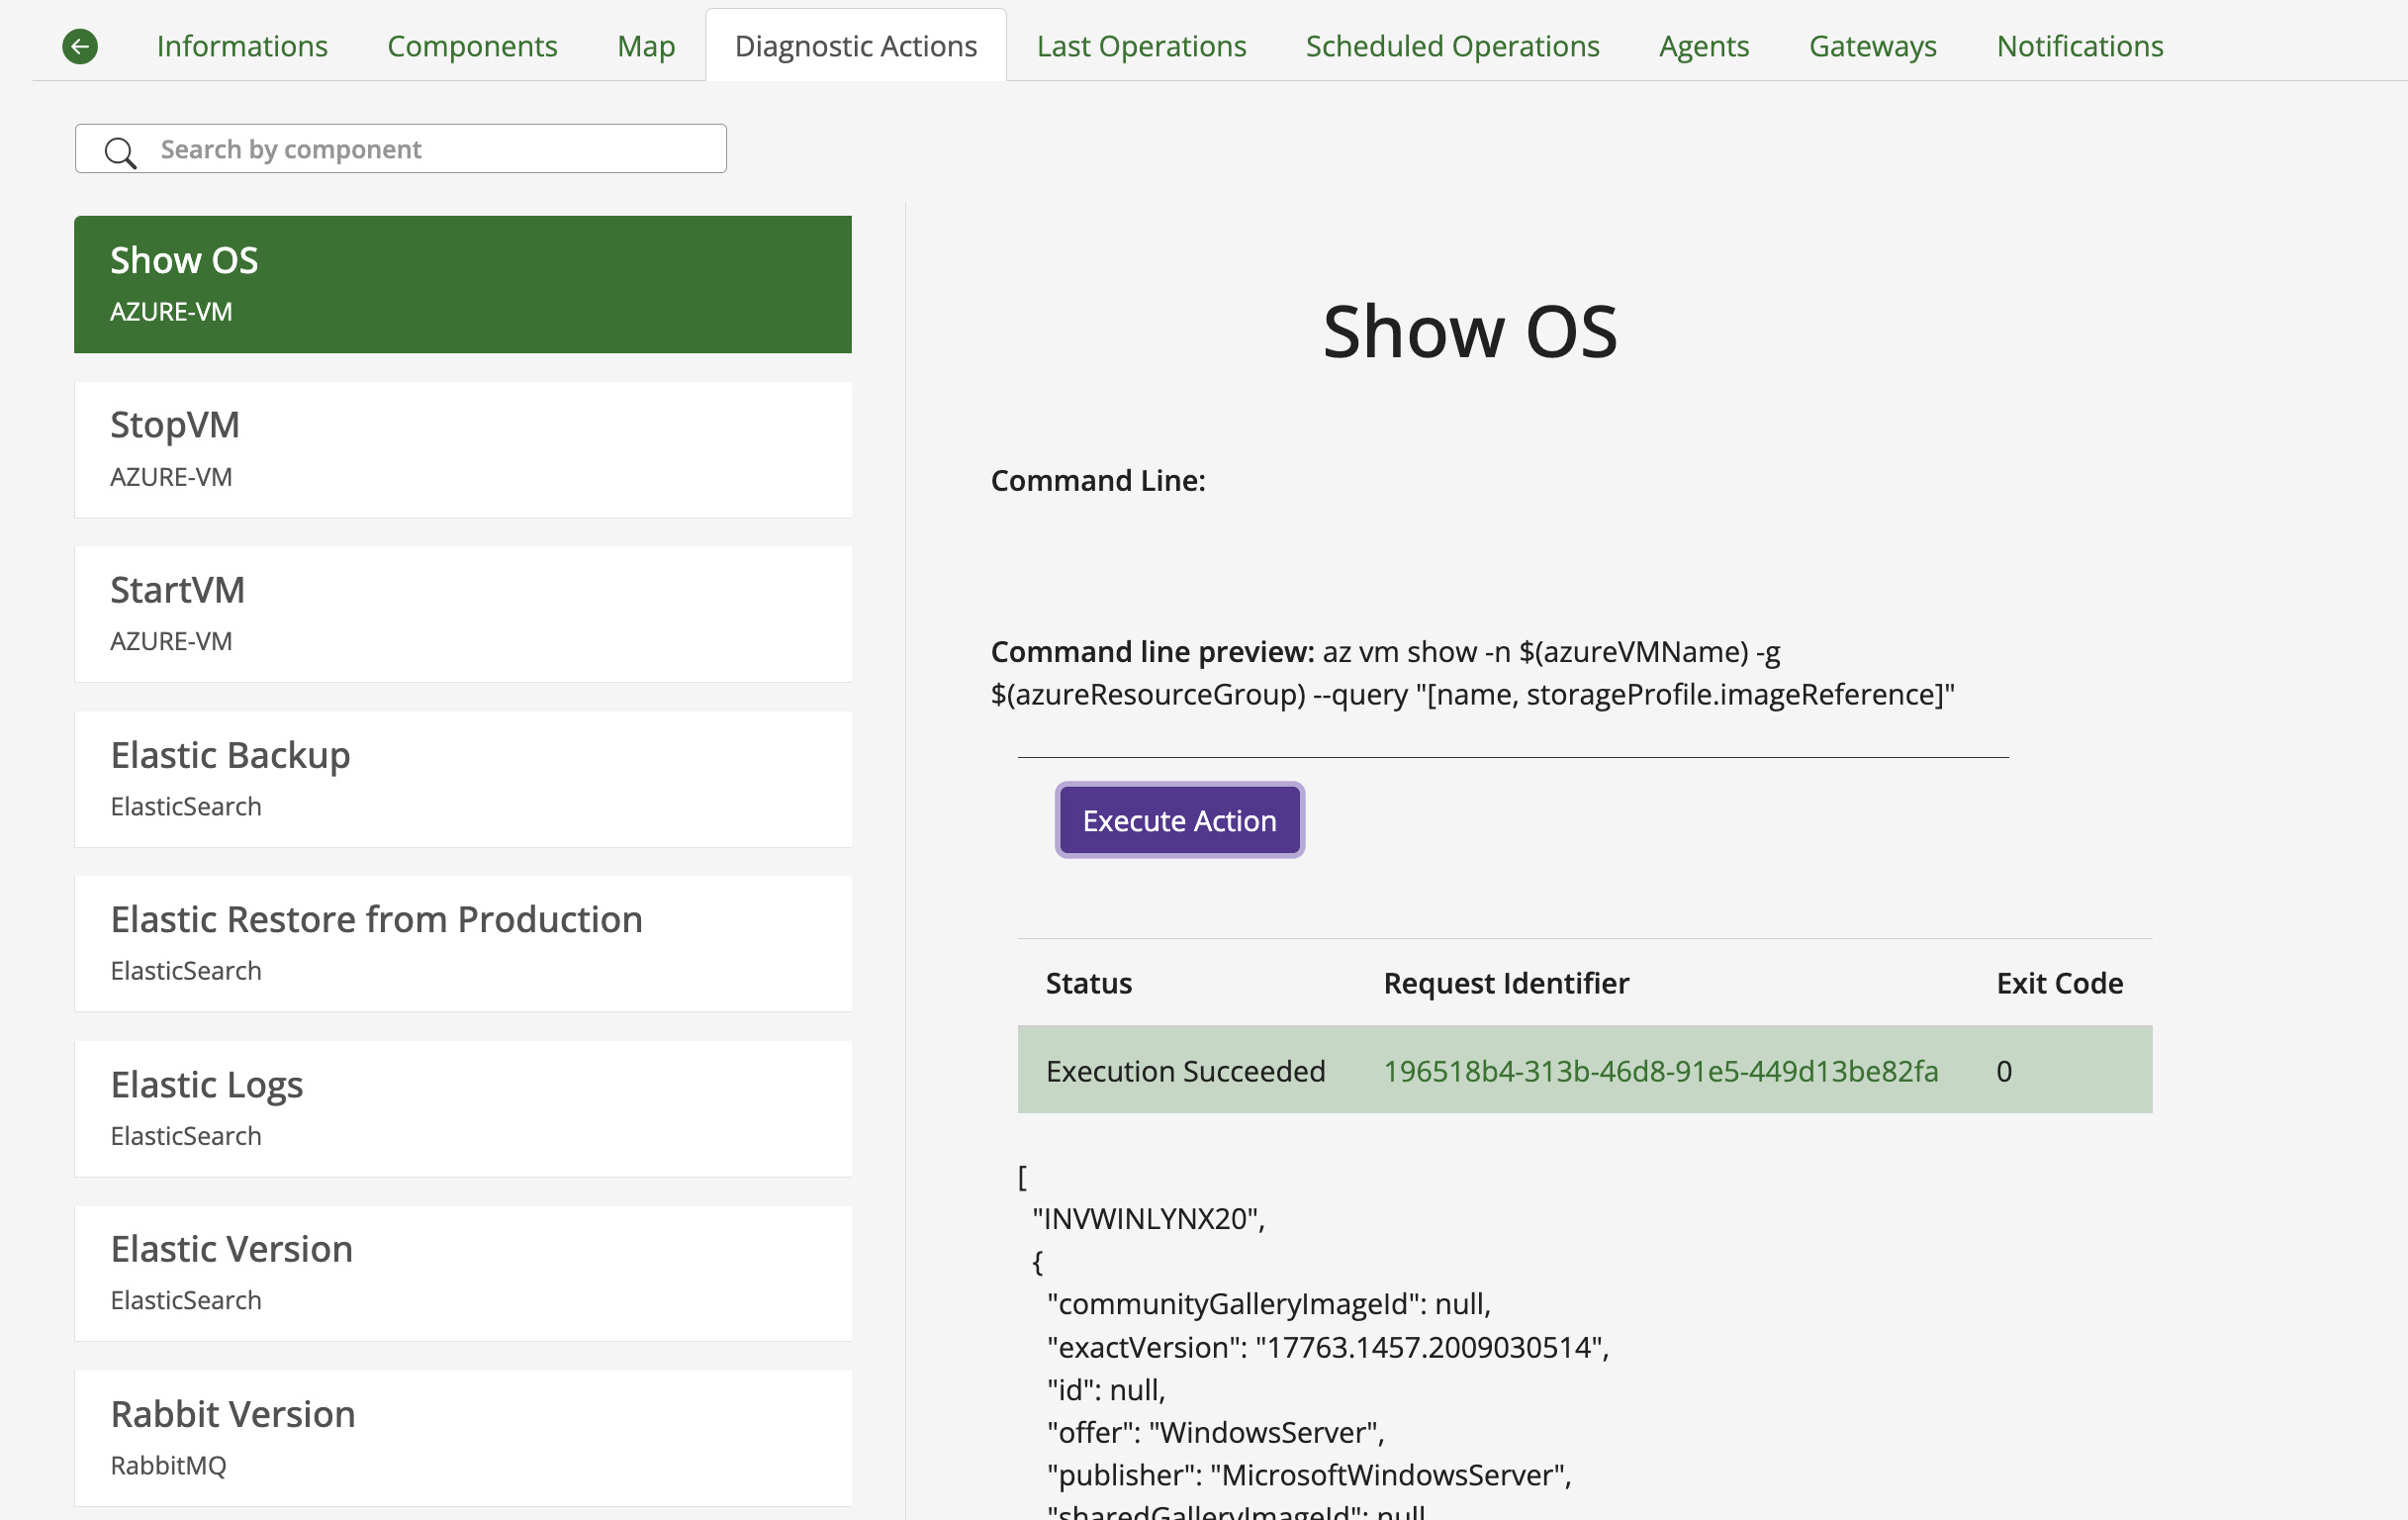 Informations Components Map Diagnostic Actions Last Operations Scheduled Operations Agents Gateways Notifications
Search by component
Show OS
AZURE-VM
StopVM
AZURE-VM
StartVM
AZURE-VM
Elastic Backup
ElasticSearch
Elastic Restore from Production
ElasticSearch
Elastic Logs
ElasticSearch
Elastic Version
ElasticSearch
Rabbit Version
RabbitMQ
Show OS
Command Line:
Command line preview: az vm show -n $(azureVMName) -g
$(azureResourceGroup) --query "[name, storageProfile.imageReference]"
Execute Action
Status Request Identifier Exit Code
Execution Succeeded 196518b4-313b-46d8-91e5-449d13be82fa 0
[
"INVWINLYNX20",
{
"communityGalleryImageId": null,
"exactVersion": "17763.1457.2009030514",
"id": null,
"offer": "WindowsServer",
"publisher": "MicrosoftWindowsServer",
"sharedGalleryImageId": null